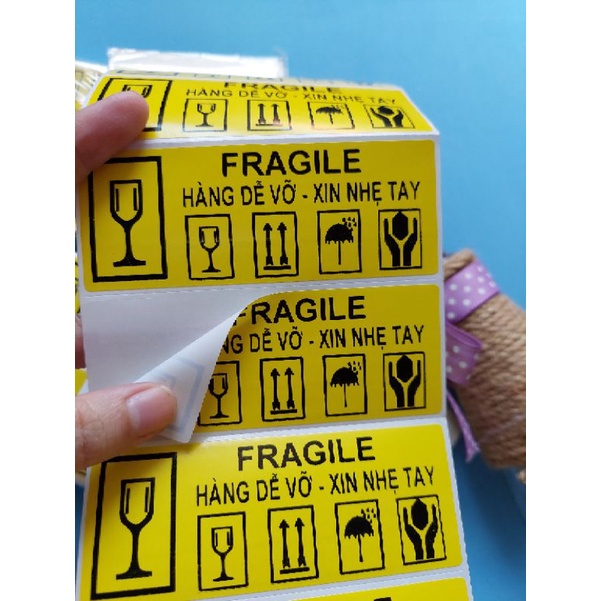 FRAGILE
HÀNG DỄ VỠ - XIN NHẸ TAY
FRAGILE
HÀNG DỄ VỠ - XIN NHẸ TAY
FRAGILE
NG DỄ VỠ - XIN NHẸ TAY
FRAGILE
HÀNG DỄ VỠ - XIN NHẸ TAY